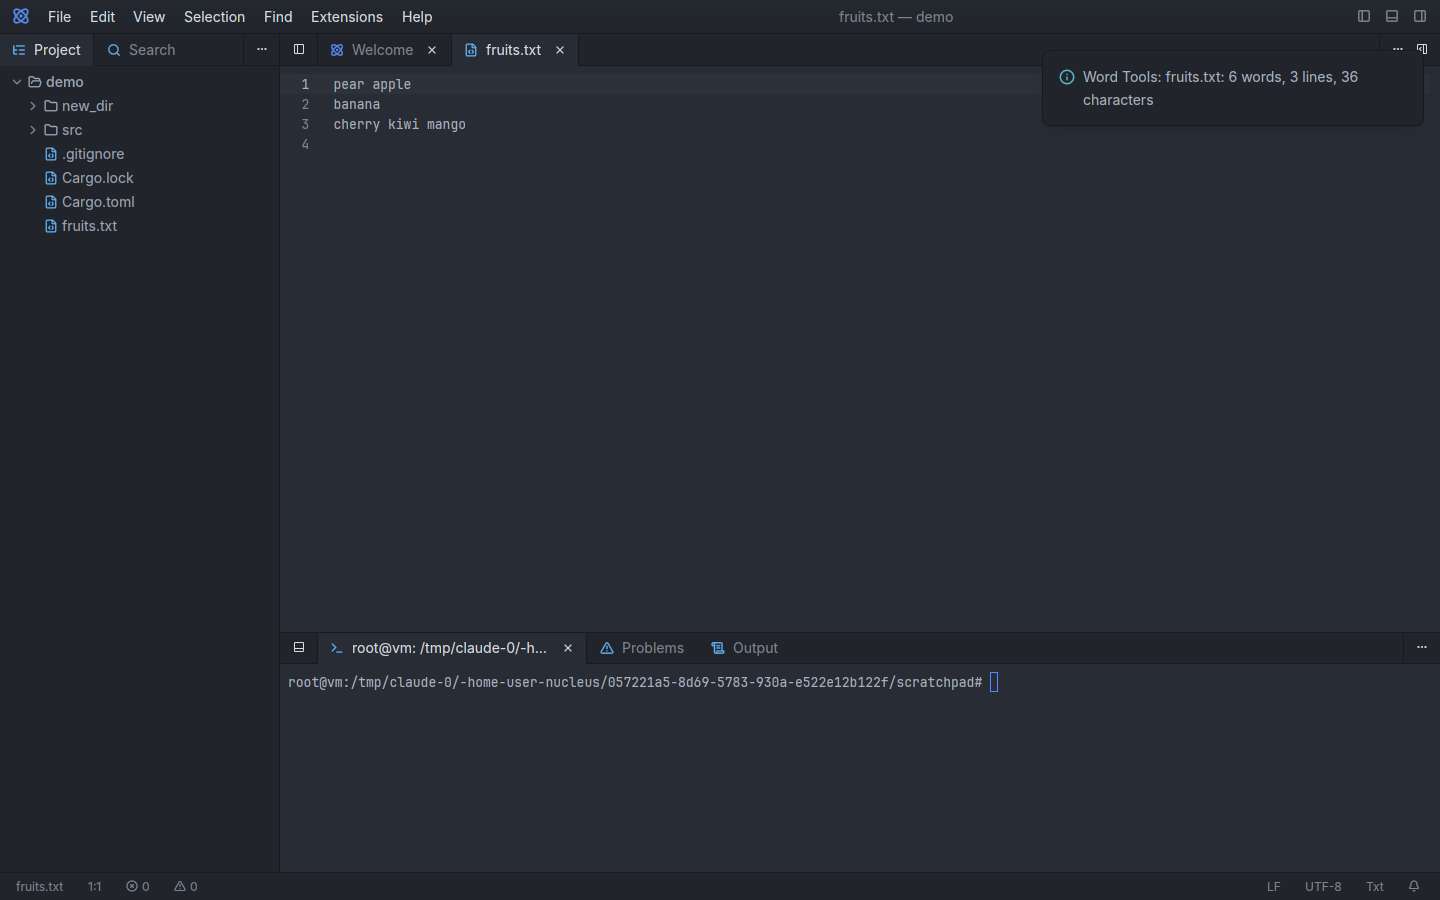 File Edit View Selection Find Extensions Help
fruits.txt — demo
Project
Search
Welcome
fruits.txt
demo
new_dir
src
.gitignore
Cargo.lock
Cargo.toml
fruits.txt
1 pear apple
2 banana
3 cherry kiwi mango
4
Word Tools: fruits.txt: 6 words, 3 lines, 36
characters
root@vm: /tmp/claude-0/-h...
Problems
Output
root@vm:/tmp/claude-0/-home-user-nucleus/057221a5-8d69-5783-930a-e522e12b122f/scratchpad#
fruits.txt 1:1 0 0 LF UTF-8 Txt